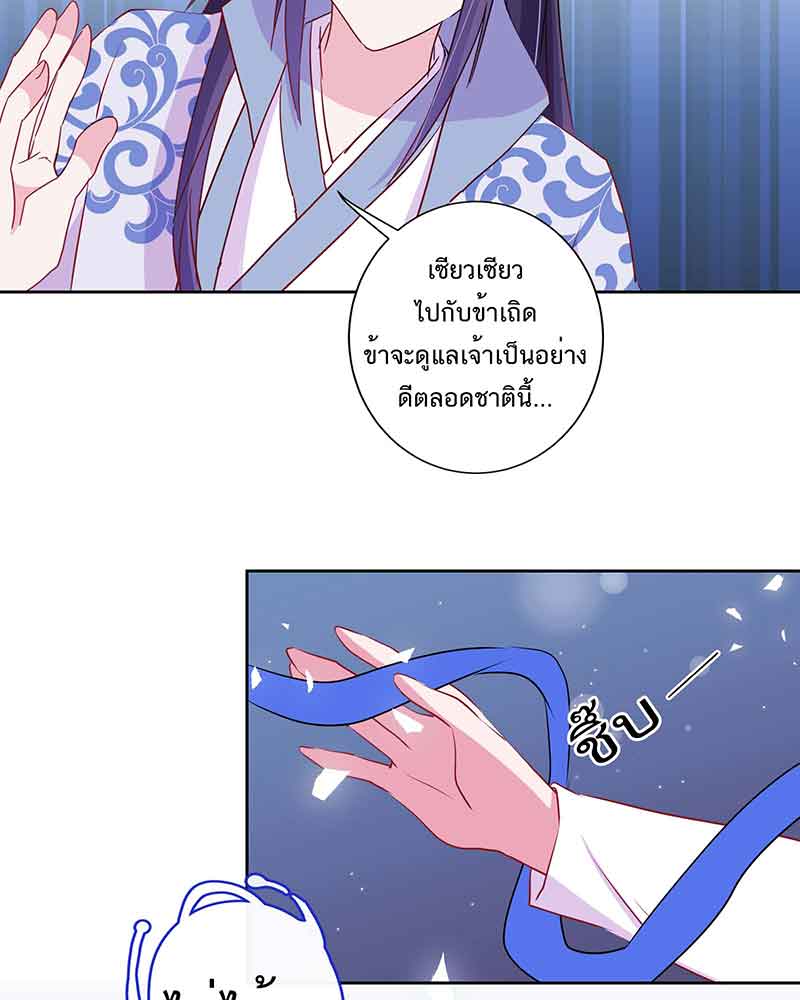 เซียวเซียว
ไปกับข้าเถิด
ข้าจะดูแลเจ้าเป็นอย่าง
ดีตลอดชาตินี้...
ซี๊บ